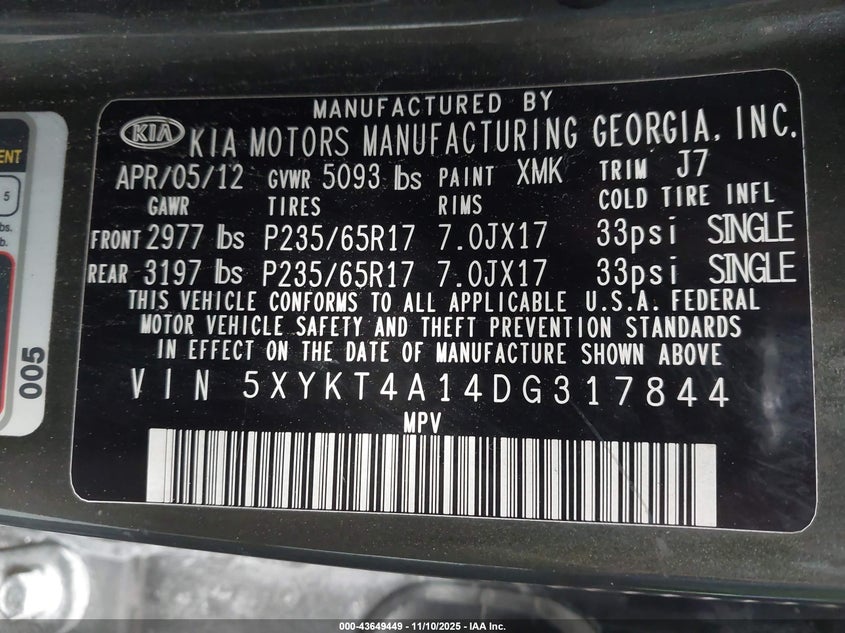 MANUFACTURED BY
KIA KIA MOTORS MANUFACTURING GEORGIA, INC.
APR/05/12 GVWR 5093 lbs PAINT XMK TRIM J7
GAWR TIRES RIMS COLD TIRE INFL
FRONT 2977 lbs P235/65R17 7.0JX17 33psi SINGLE
REAR 3197 lbs P235/65R17 7.0JX17 33psi SINGLE
THIS VEHICLE CONFORMS TO ALL APPLICABLE U.S.A. FEDERAL
MOTOR VEHICLE SAFETY AND THEFT PREVENTION STANDARDS
IN EFFECT ON THE DATE OF MANUFACTURE SHOWN ABOVE
VIN 5XYKT4A14DG317844
MPV
5
005
000-43649449 - 11/10/2025 - IAA Inc.